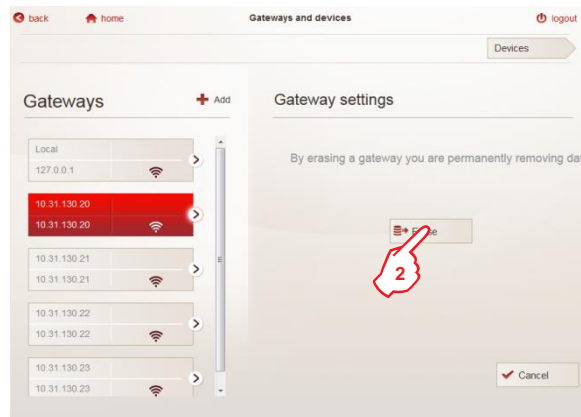 back home Gateways and devices logout
Devices
Gateways
Add
Gateway settings
Local
127.0.0.1
By erasing a gateway you are permanently removing
10.31.130.20
10.31.130.20
10.31.130.21
10.31.130.21
2
10.31.130.22
10.31.130.22
10.31.130.23
10.31.130.23
Cancel